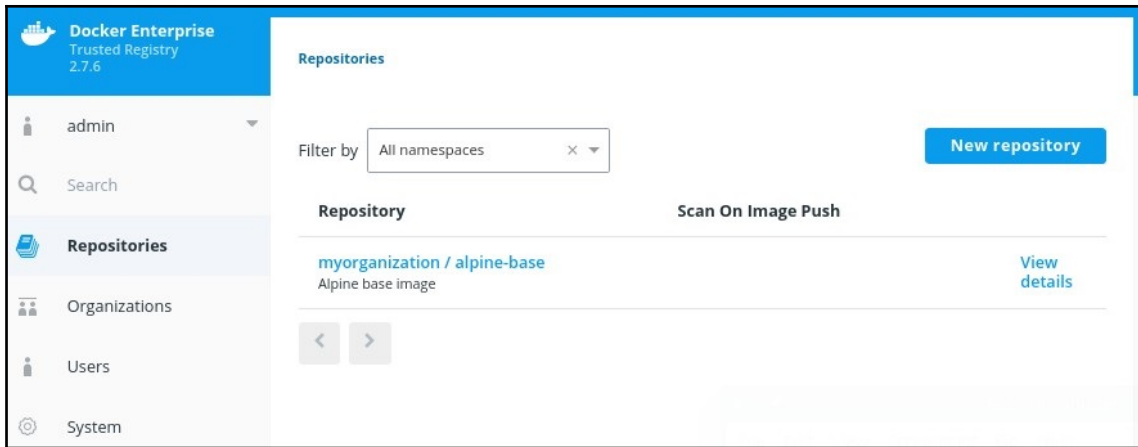 Docker Enterprise
Trusted Registry
2.7.6
admin
Search
Repositories
Organizations
Users
System
Repositories
Filter by All namespaces
New repository
Repository Scan On Image Push
myorganization / alpine-base
Alpine base image
View
details